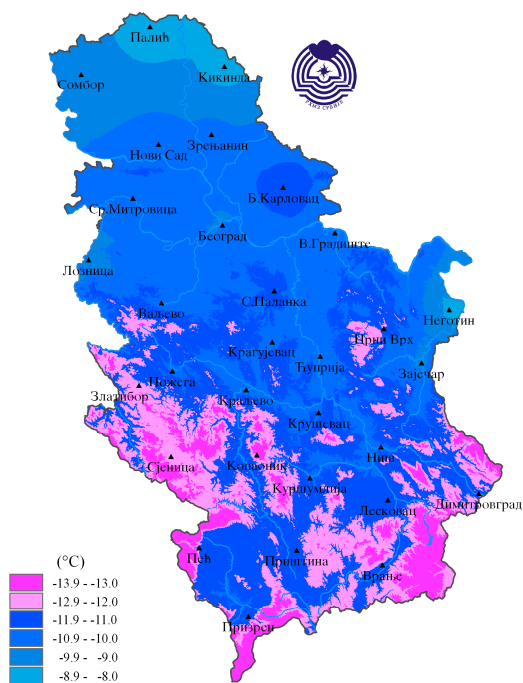 Палић
Кикинда
Сомбор
РХМЗ СРБИЈЕ
Зрењанин
Нови Сад
Б.Карловац
Ср.Митровица
Београд
В.Градиште
Лозница
С.Паланка
Ваљево
Неготин
Црни Врх
Крагујевац
Ћуприја
Зајечар
Пожега
Златибор
Краљево
Крушевац
Ниш
Сјеница
Копаоник
Куршумлија
Димитровград
Лесковац
Пећ
Приштина
Врање
Призрен
(°C)
-13.9 - -13.0
-12.9 - -12.0
-11.9 - -11.0
-10.9 - -10.0
-9.9 - -9.0
-8.9 - -8.0